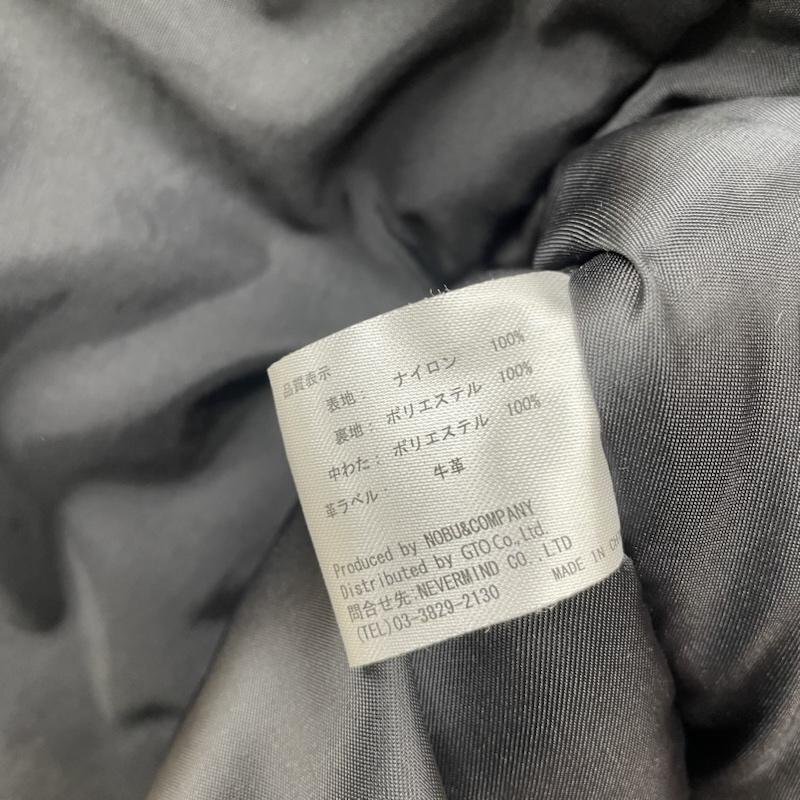 品質表示
表地： ナイロン 100%
裏地： ポリエステル 100%
中わた： ポリエステル 100%
革ラベル： 牛革
Produced by NOBU&COMPANY
Distributed by GTO Co., Ltd.
問合せ先:NEVERMIND CO. LTD
(TEL)03-3829-2130
MADE IN